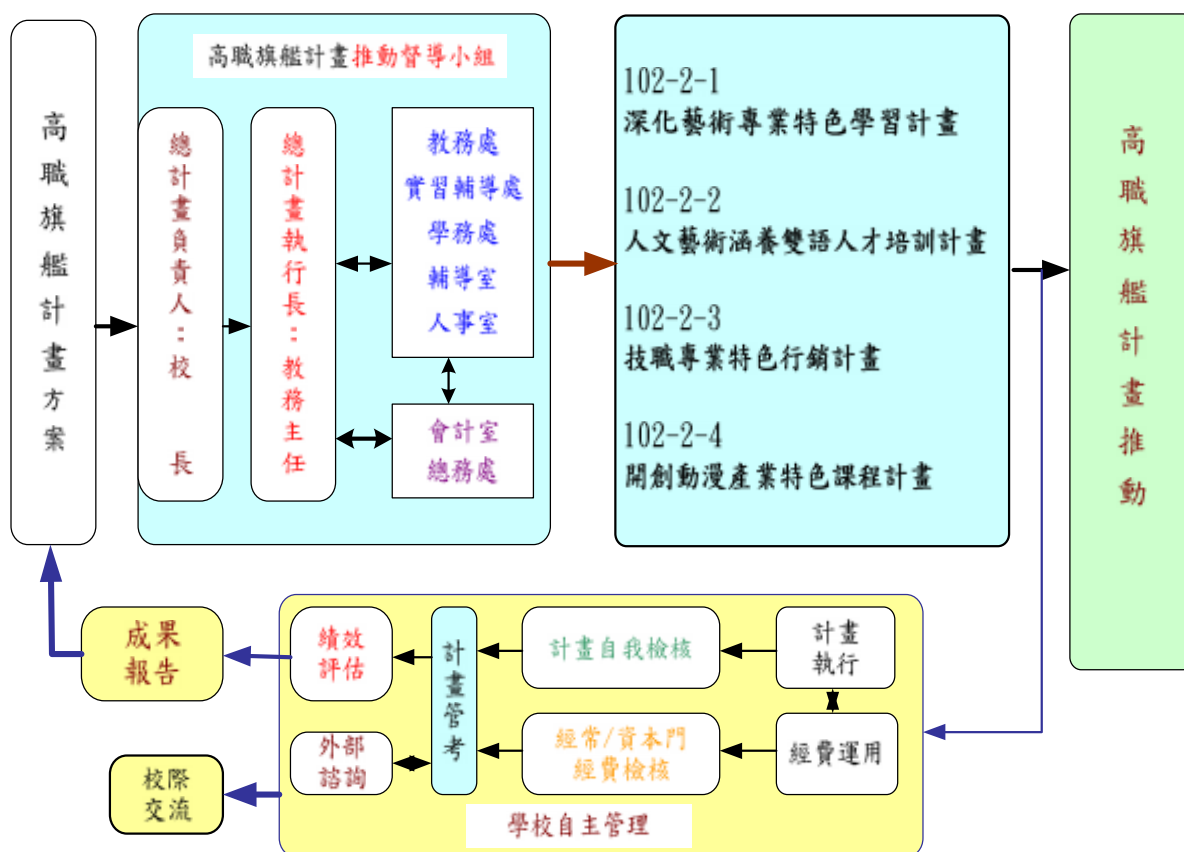 高職旗艦計畫方案
高職旗艦計畫推動督導小組
總計畫負責人：校長
總計畫執行長：教務主任
教務處
實習輔導處
學務處
輔導室
人事室
會計室
總務處
102-2-1
深化藝術專業特色學習計畫
102-2-2
人文藝術涵養雙語人才培訓計畫
102-2-3
技職專業特色行銷計畫
102-2-4
開創動漫產業特色課程計畫
高職旗艦計畫推動
成果
報告
校際
交流
績效
評估
外部
諮詢
計畫管考
計畫自我檢核
經常/資本門
經費檢核
計畫
執行
經費運用
學校自主管理